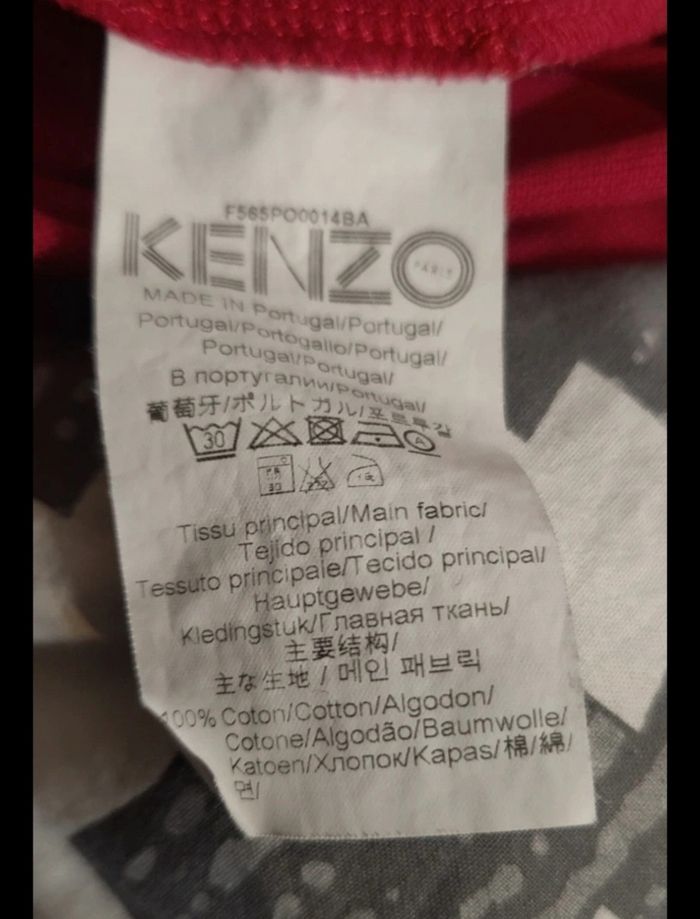 F565PO0014BA
KENZO
PARIS
MADE IN Portugal/Portugal/
Portugal/Portogallo/Portugal/
Portugal/Portugal/
В португалии/Portugal/
葡萄牙/ポルトガル/포르투갈
30
A
30
Tissu principal/Main fabric/
Tejido principal /
Tessuto principale/Tecido principal/
Hauptgewebe/
Kledingstuk/Главная ткань/
主要结构/
主な生地 / 메인 패브릭
100% Coton/Cotton/Algodon/
Cotone/Algodão/Baumwolle/
Katoen/Хлопок/Kapas/棉/綿/
면/